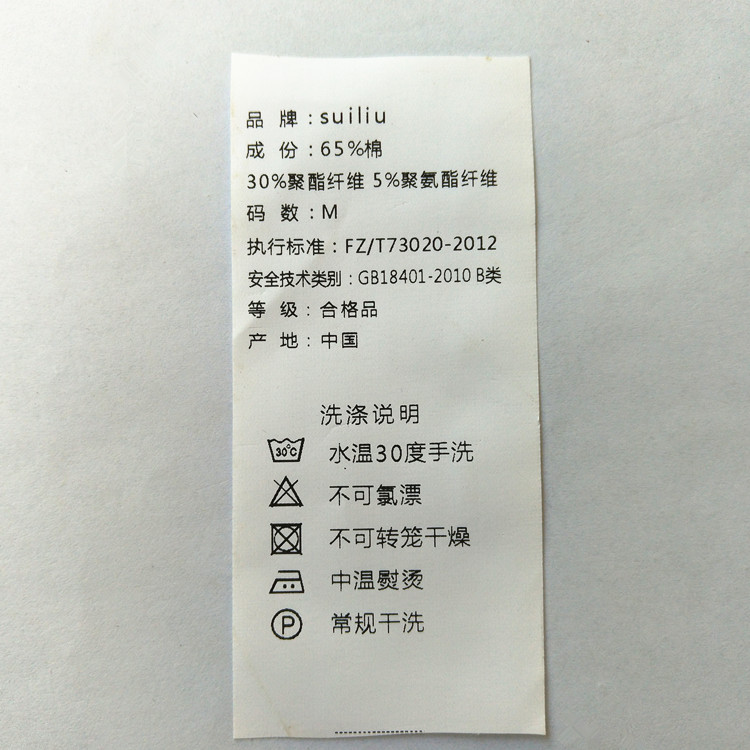 品 牌：suiliu
成 份：65%棉
30%聚酯纤维 5%聚氨酯纤维
码 数：M
执行标准：FZ/T73020-2012
安全技术类别：GB18401-2010 B类
等 级：合格品
产 地：中国
洗涤说明
30°C 水温30度手洗
不可氯漂
不可转笼干燥
中温熨烫
P 常规干洗